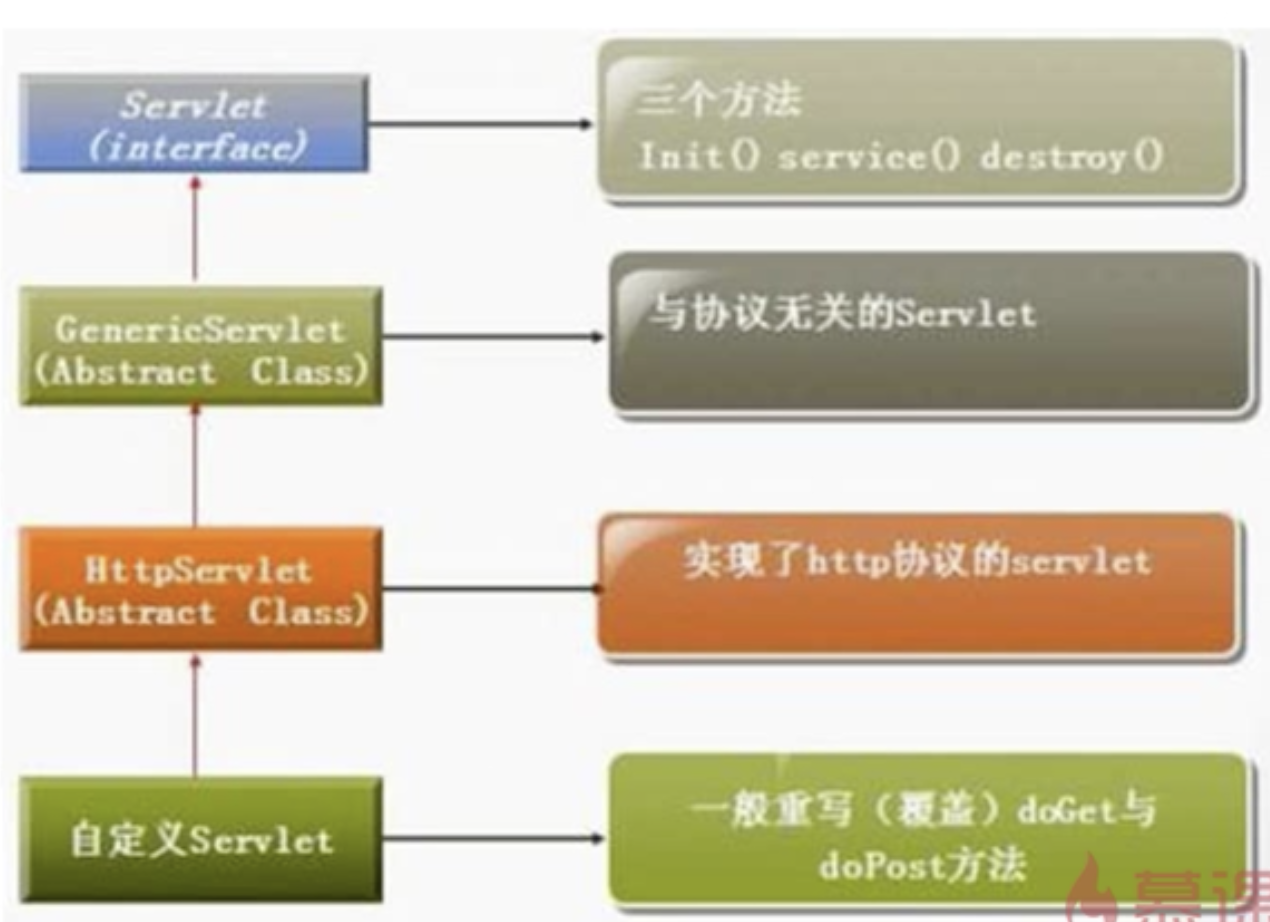 Servlet
(interface)
三个方法
Init() service() destroy()
GenericServlet
(Abstract Class)
与协议无关的Servlet
HttpServlet
(Abstract Class)
实现了http协议的servlet
自定义Servlet
一般重写（覆盖）doGet与
doPost方法
慕课